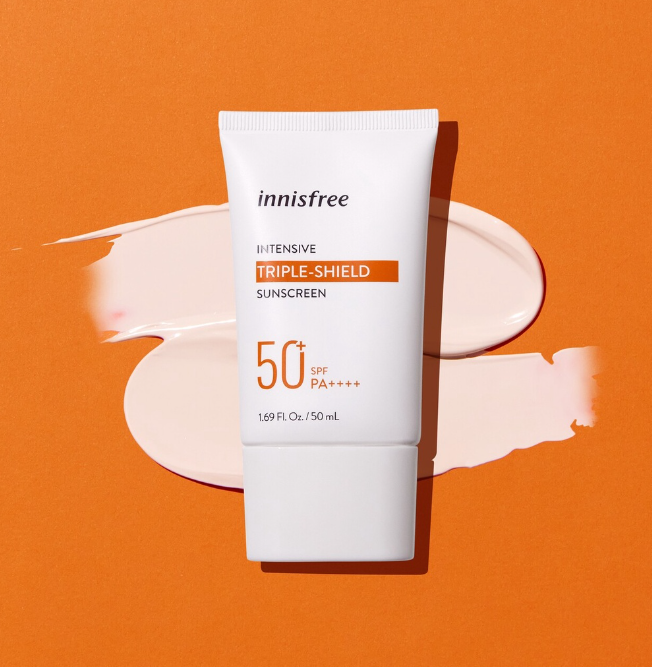 innisfree
INTENSIVE
TRIPLE-SHIELD
SUNSCREEN
50+ SPF
PA++++
1.69 Fl. Oz. / 50 mL